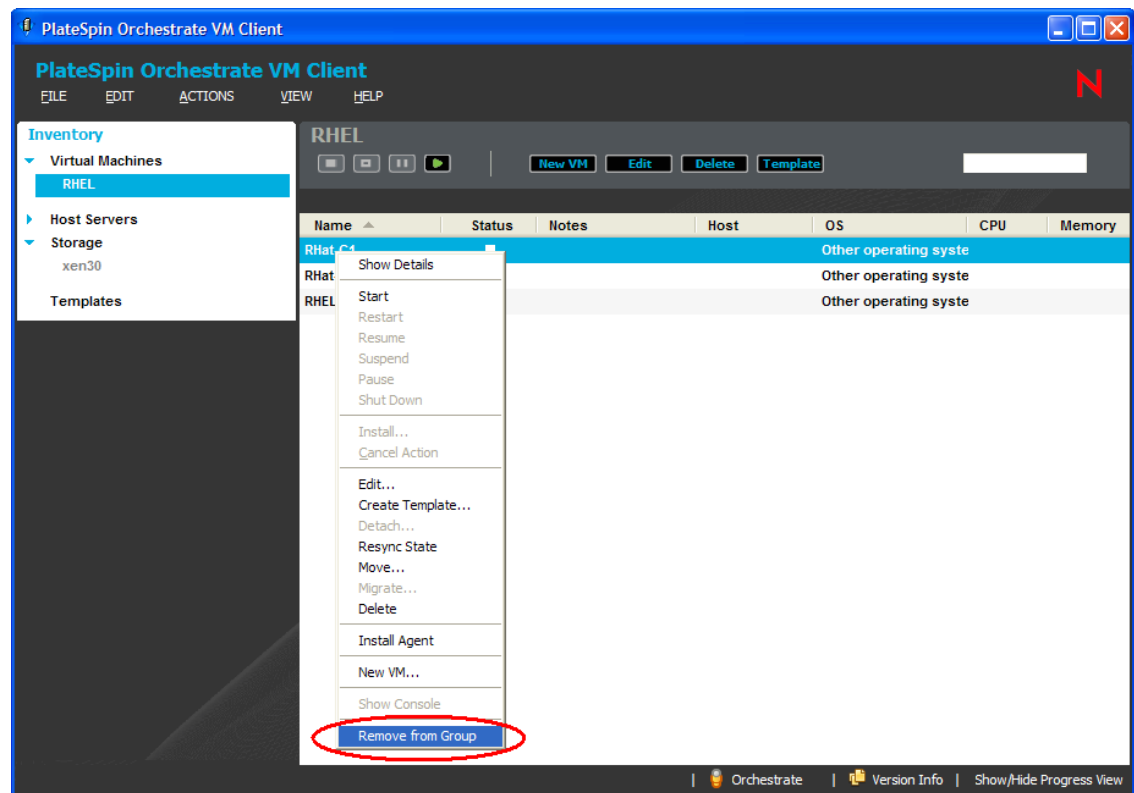 PlateSpin Orchestrate VM Client
PlateSpin Orchestrate VM Client
N
FILE EDIT ACTIONS VIEW HELP
Inventory
Virtual Machines
RHEL
Host Servers
Storage
xen30
Templates
RHEL
New VM Edit Delete Template
Name Status Notes Host OS CPU Memory
RHat-C1 Other operating syste
RHat Other operating syste
RHEL Other operating syste
Show Details
Start
Restart
Resume
Suspend
Pause
Shut Down
Install...
Cancel Action
Edit...
Create Template...
Detach...
Resync State
Move...
Migrate...
Delete
Install Agent
New VM...
Show Console
Remove from Group
| Orchestrate | Version Info | Show/Hide Progress View